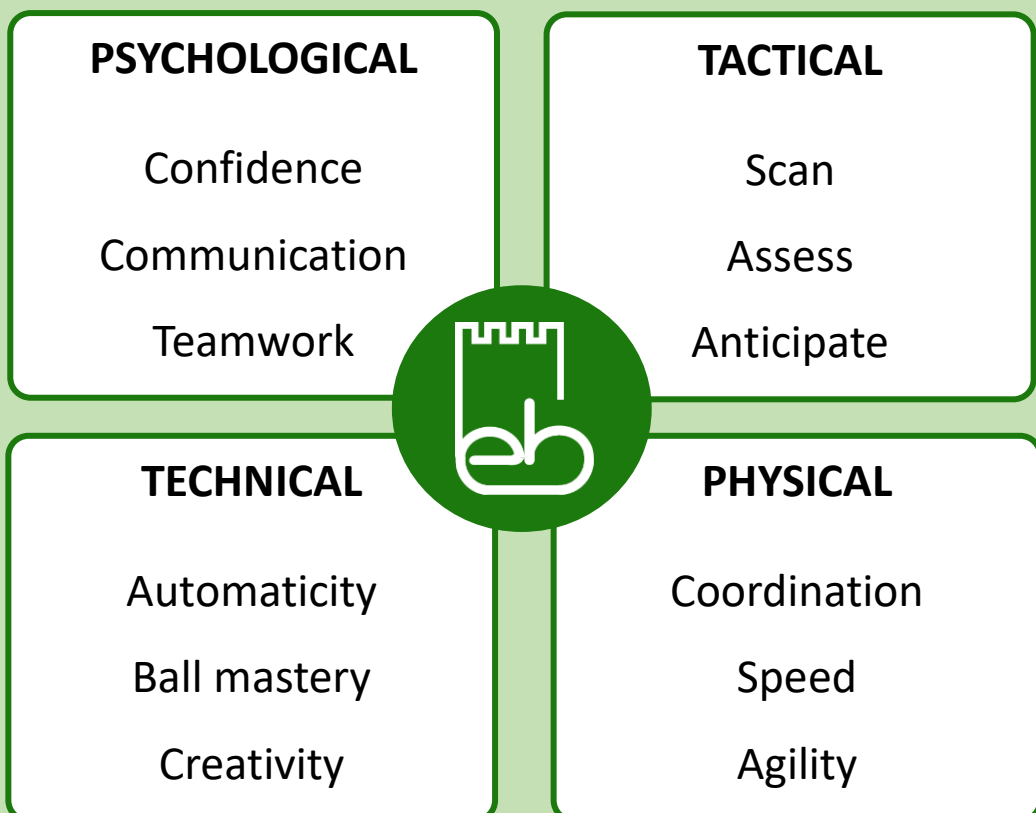 PSYCHOLOGICAL
Confidence
Communication
Teamwork
TACTICAL
Scan
Assess
Anticipate
eb
TECHNICAL
Automaticity
Ball mastery
Creativity
PHYSICAL
Coordination
Speed
Agility